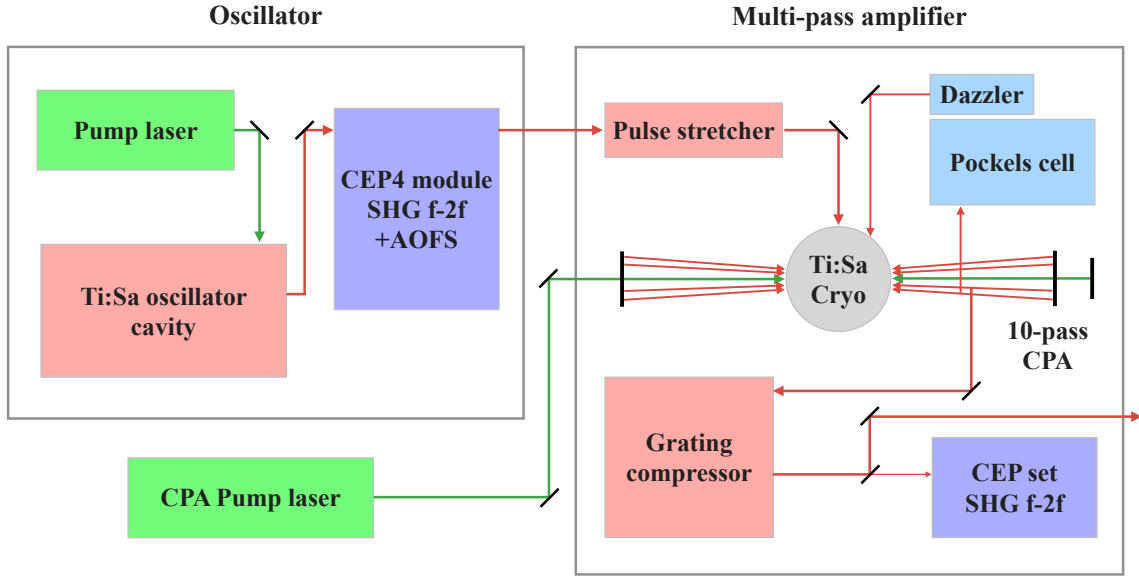 Oscillator
Multi-pass amplifier
Pump laser
CEP4 module
SHG f-2f
+AOFS
Ti:Sa oscillator
cavity
CPA Pump laser
Pulse stretcher
Dazzler
Pockels cell
Ti:Sa
Cryo
10-pass
CPA
Grating
compressor
CEP set
SHG f-2f